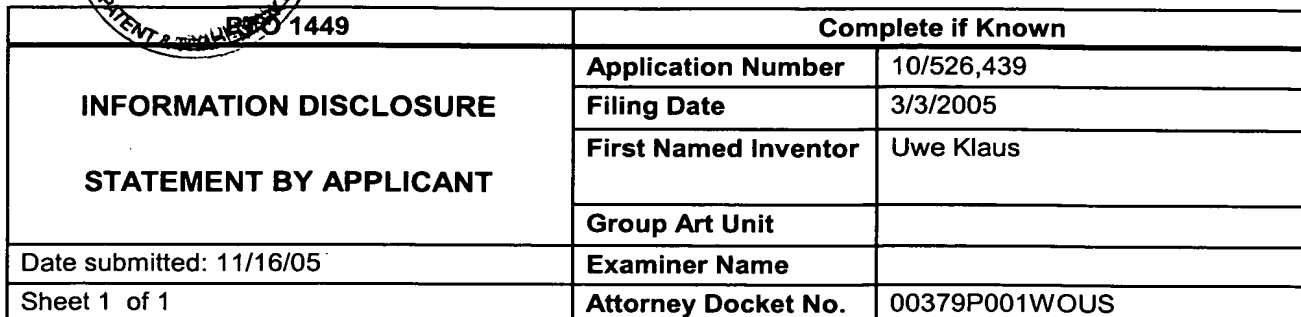 PATENT &
1449
Complete if Known
INFORMATION DISCLOSURE
STATEMENT BY APPLICANT
Application Number 10/526,439
Filing Date 3/3/2005
First Named Inventor Uwe Klaus
Group Art Unit
Date submitted: 11/16/05
Examiner Name
Sheet 1 of 1
Attorney Docket No. 00379P001WOUS